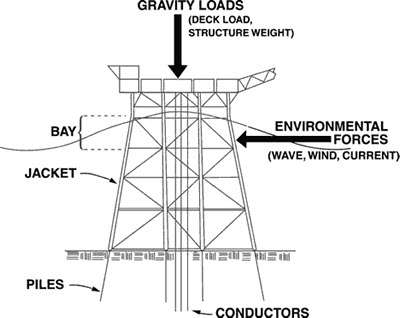 GRAVITY LOADS
(DECK LOAD,
STRUCTURE WEIGHT)
BAY
ENVIRONMENTAL
FORCES
(WAVE, WIND, CURRENT)
JACKET
PILES
CONDUCTORS